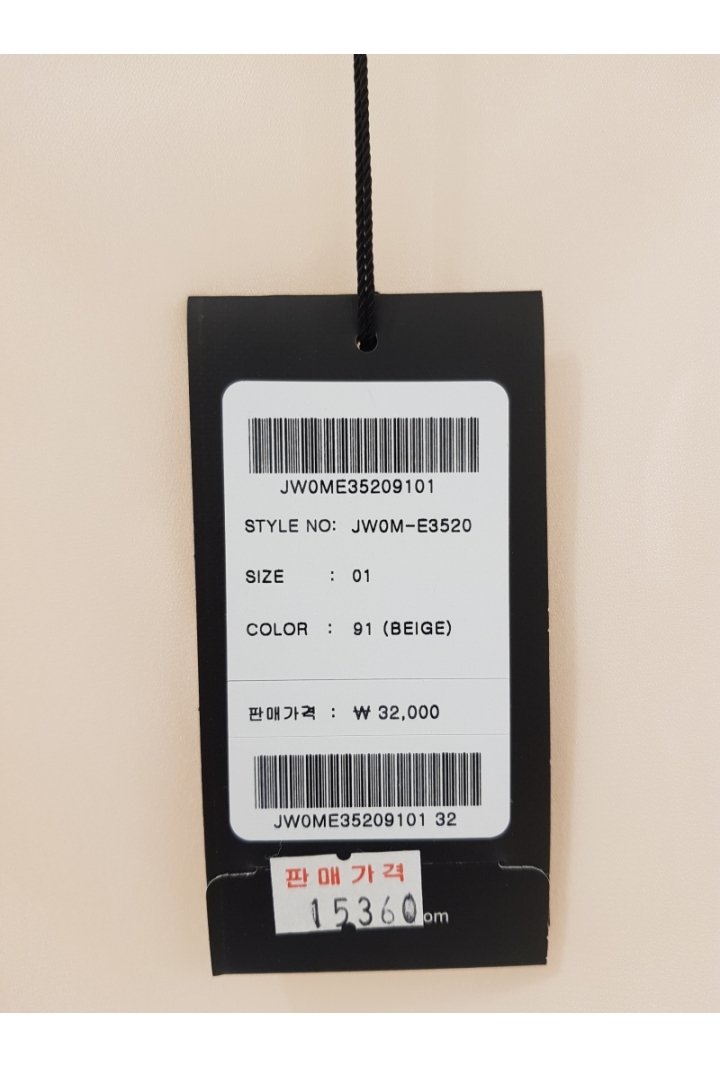 JW0ME35209101
STYLE NO: JW0M-E3520
SIZE : 01
COLOR : 91 (BEIGE)
판매가격 : ₩ 32,000
JW0ME35209101 32
판매가격
15360
om